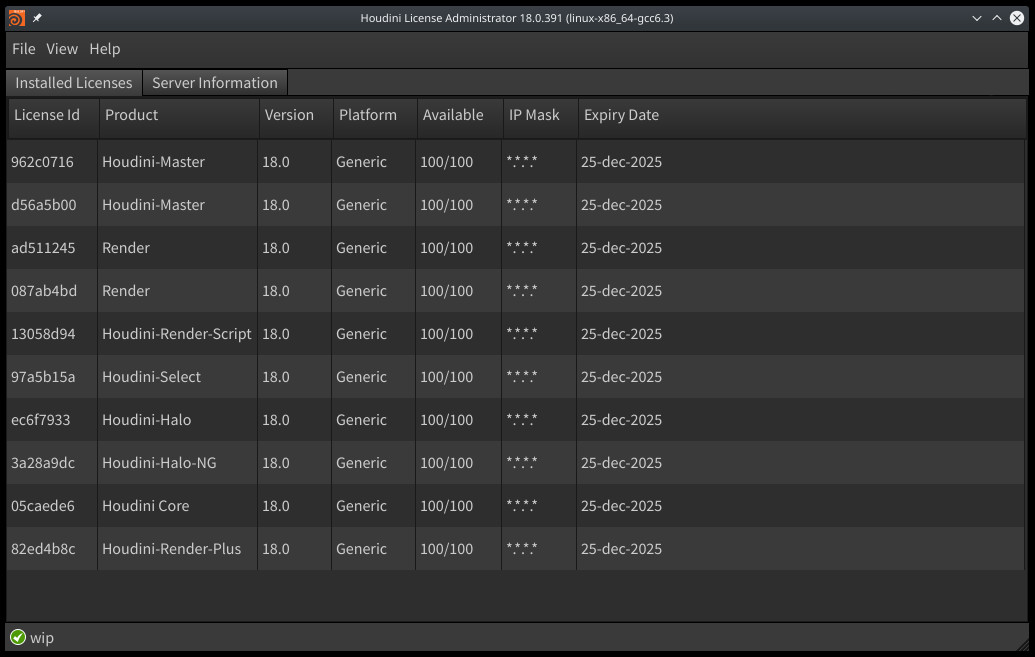 Houdini License Administrator 18.0.391 (linux-x86_64-gcc6.3)
File View Help
Installed Licenses Server Information
License Id Product Version Platform Available IP Mask Expiry Date
962c0716 Houdini-Master 18.0 Generic 100/100 *.*.*.* 25-dec-2025
d56a5b00 Houdini-Master 18.0 Generic 100/100 *.*.*.* 25-dec-2025
ad511245 Render 18.0 Generic 100/100 *.*.*.* 25-dec-2025
087ab4bd Render 18.0 Generic 100/100 *.*.*.* 25-dec-2025
13058d94 Houdini-Render-Script 18.0 Generic 100/100 *.*.*.* 25-dec-2025
97a5b15a Houdini-Select 18.0 Generic 100/100 *.*.*.* 25-dec-2025
ec6f7933 Houdini-Halo 18.0 Generic 100/100 *.*.*.* 25-dec-2025
3a28a9dc Houdini-Halo-NG 18.0 Generic 100/100 *.*.*.* 25-dec-2025
05caede6 Houdini Core 18.0 Generic 100/100 *.*.*.* 25-dec-2025
82ed4b8c Houdini-Render-Plus 18.0 Generic 100/100 *.*.*.* 25-dec-2025
wip